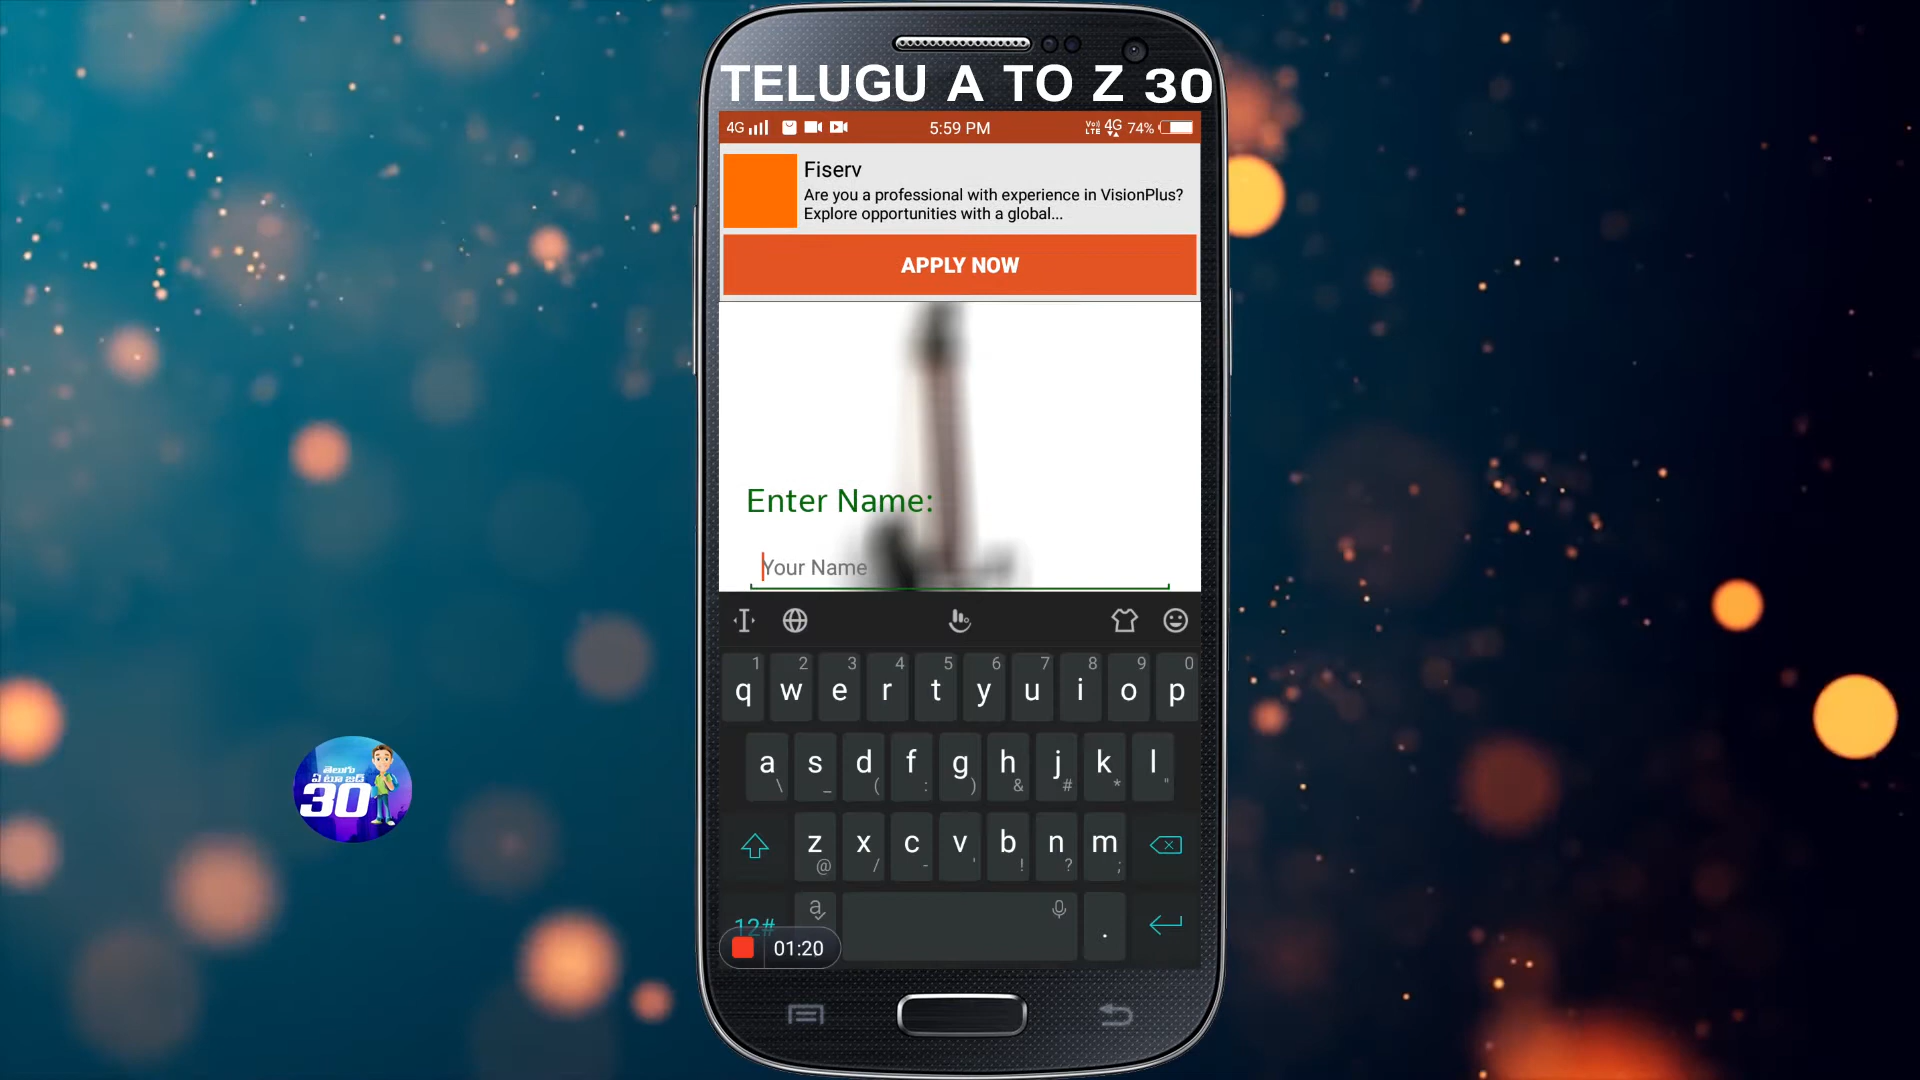 TELUGU A TO Z 30
4G 5:59 PM VoLTE 4G 74%
Fiserv
Are you a professional with experience in VisionPlus?
Explore opportunities with a global...
APPLY NOW
Enter Name:
Your Name
1 2 3 4 5 6 7 8 9 0
q w e r t y u i o p
a s d f g h j k l
\ _ ( : ) & # * "
z x c v b n m
@ / - ' ! ? ;
12# a .
01:20
తెలుగు
ఏ టూ జడ్
30